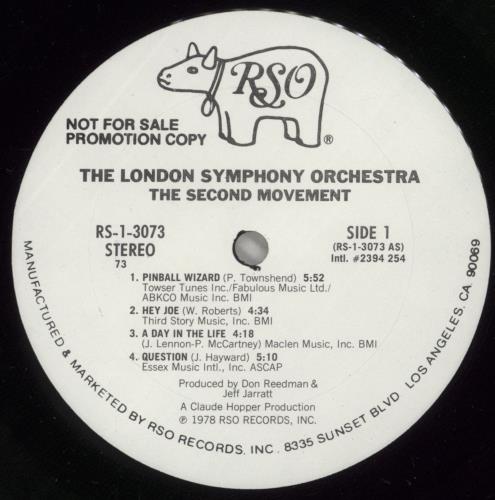 RSO
®
NOT FOR SALE
PROMOTION COPY
THE LONDON SYMPHONY ORCHESTRA
THE SECOND MOVEMENT
RS-1-3073
STEREO
73
SIDE 1
(RS-1-3073 AS)
Intl. #2394 254
1. PINBALL WIZARD (P. Townshend) 5:52
Towser Tunes Inc./Fabulous Music Ltd./
ABKCO Music Inc. BMI
2. HEY JOE (W. Roberts) 4:34
Third Story Music, Inc. BMI
3. A DAY IN THE LIFE 4:18
(J. Lennon-P. McCartney) Maclen Music, Inc. BMI
4. QUESTION (J. Hayward) 5:10
Essex Music Intl., Inc. ASCAP
Produced by Don Reedman &
Jeff Jarratt
A Claude Hopper Production
℗ 1978 RSO RECORDS, INC.
MANUFACTURED & MARKETED BY RSO RECORDS, INC. 8335 SUNSET BLVD LOS ANGELES, CA 90069